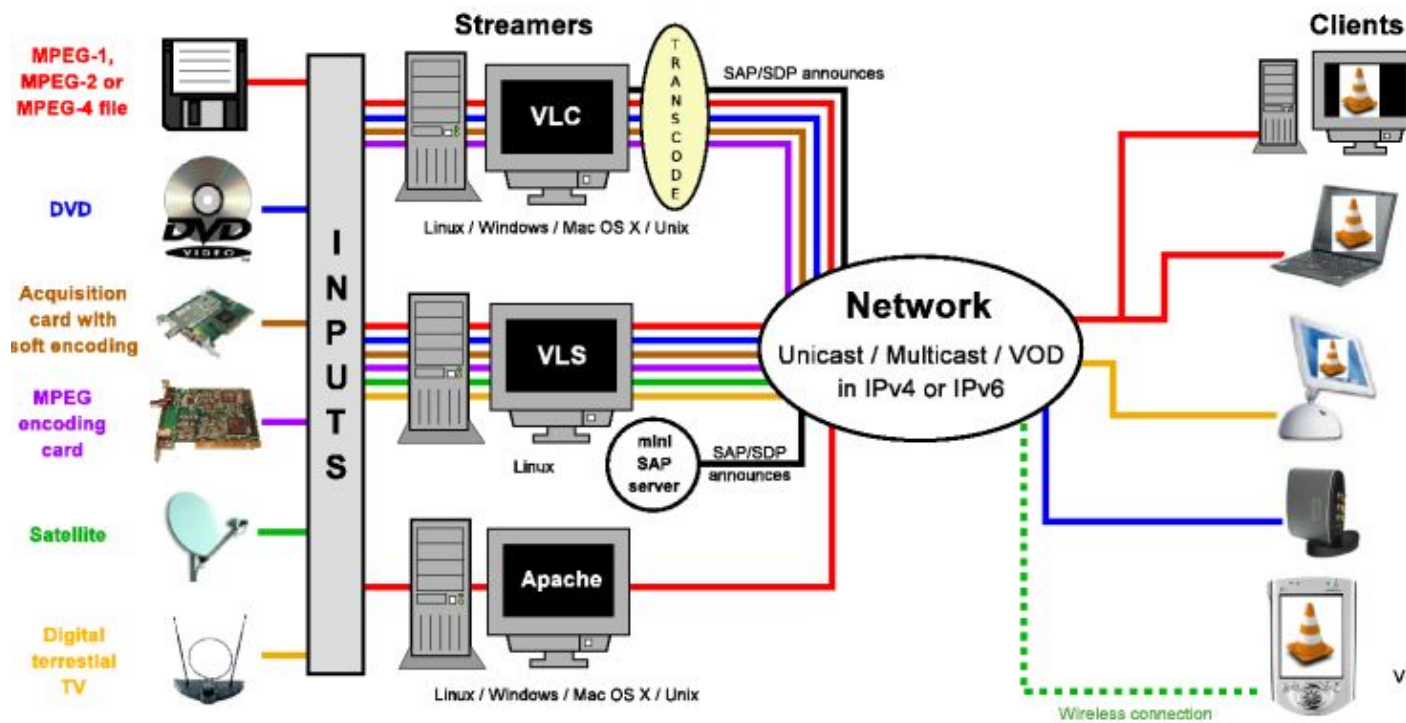 Streamers
Clients
MPEG-1,
MPEG-2 or
MPEG-4 file
DVD
DVD
VIDEO
Acquisition
card with
soft encoding
MPEG
encoding
card
Satellite
Digital
terrestial
TV
INPUTS
VLC
TRANSCODE
SAP/SDP announces
Linux / Windows / Mac OS X / Unix
VLS
Linux
mini
SAP
server
SAP/SDP
announces
Apache
Linux / Windows / Mac OS X / Unix
Network
Unicast / Multicast / VOD
in IPv4 or IPv6
Wireless connection
V